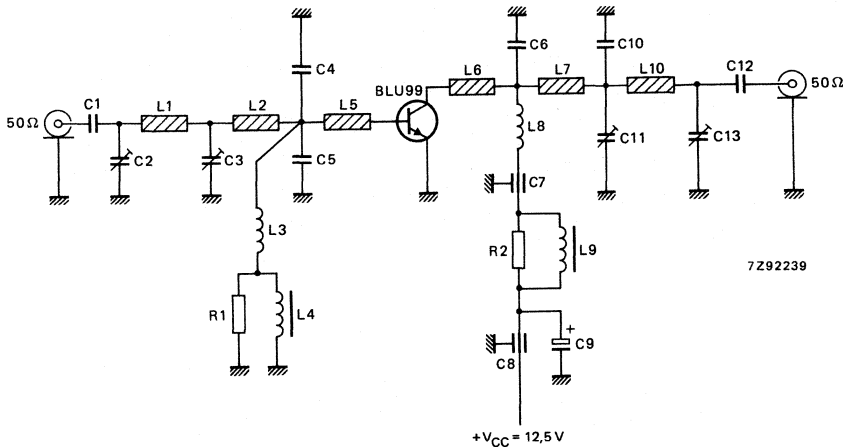 C6
C10
C4
L6
L7
L10
C12
BLU99
50Ω
C1
L1
L2
L5
50Ω
C2
C3
C5
L8
C11
C13
C7
L3
R2
L9
7Z92239
R1
L4
C8
+
C9
+VCC = 12,5 V